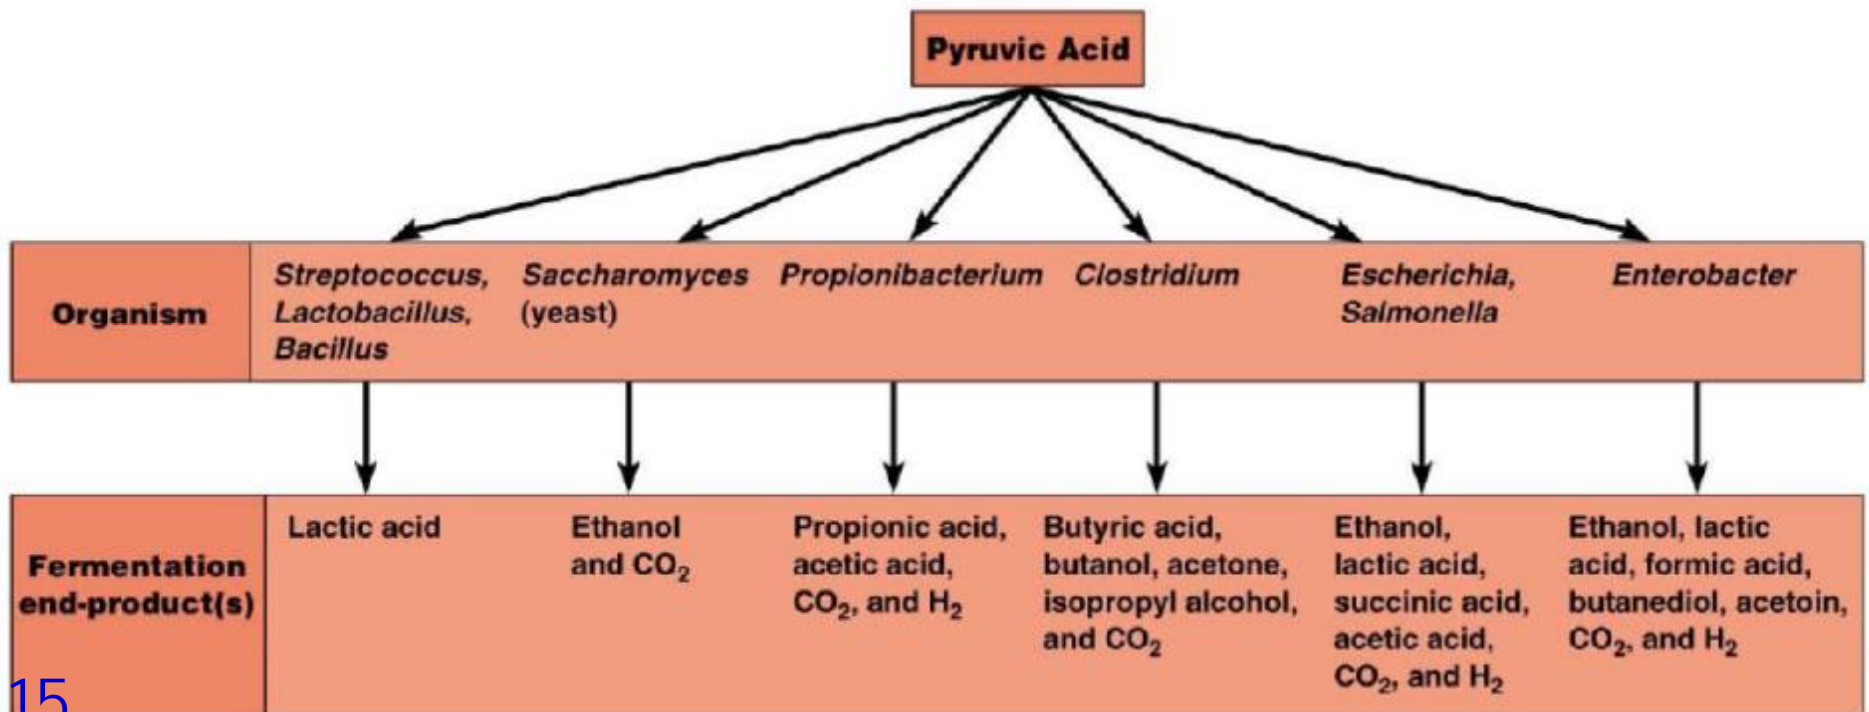 Pyruvic Acid
Organism
Streptococcus,
Lactobacillus,
Bacillus
Saccharomyces
(yeast)
Propionibacterium
Clostridium
Escherichia,
Salmonella
Enterobacter
Fermentation
end-product(s)
Lactic acid
Ethanol
and CO₂
Propionic acid,
acetic acid,
CO₂, and H₂
Butyric acid,
butanol, acetone,
isopropyl alcohol,
and CO₂
Ethanol,
lactic acid,
succinic acid,
acetic acid,
CO₂, and H₂
Ethanol, lactic
acid, formic acid,
butanediol, acetoin,
CO₂, and H₂
15